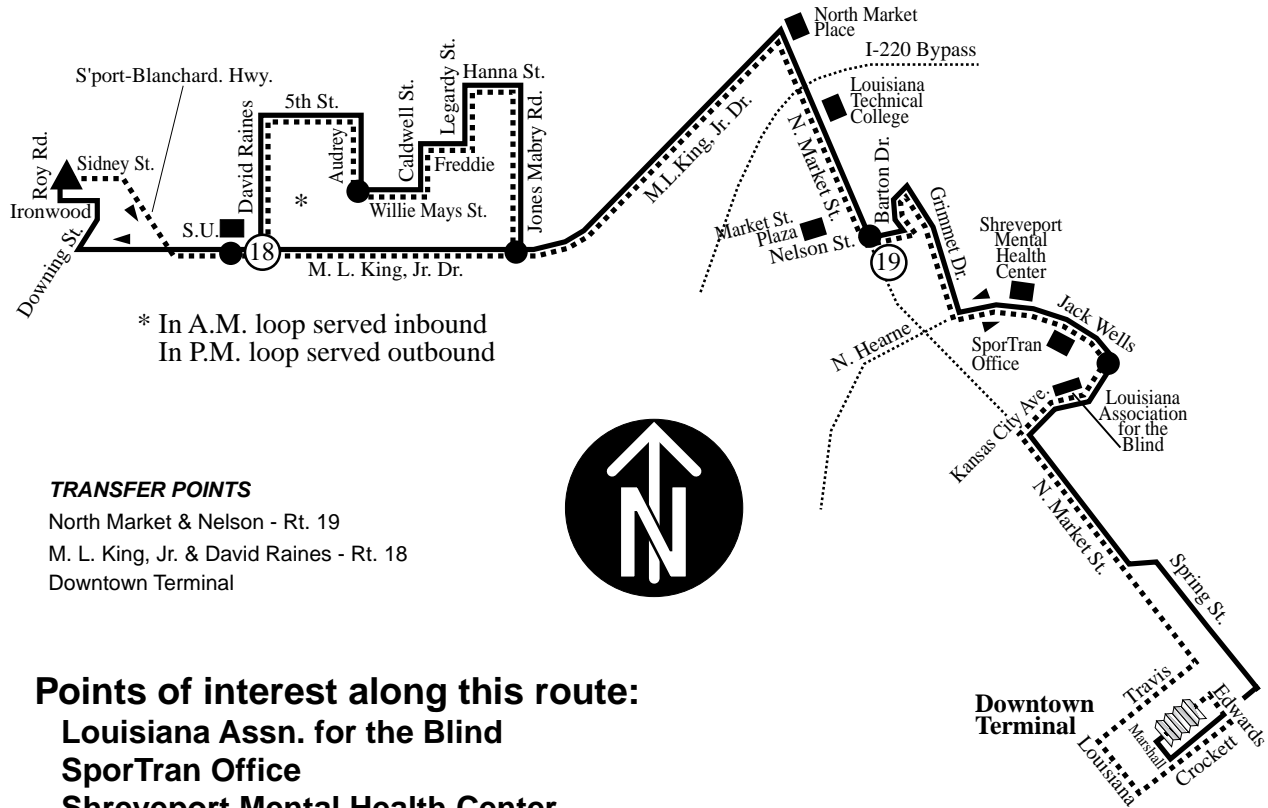 North Market
Place
I-220 Bypass
S'port-Blanchard. Hwy.
Hanna St.
Legardy St.
Caldwell St.
5th St.
David Raines
Audrey
Freddie
Jones Mabry Rd.
M.L.King, Jr. Dr.
Louisiana
Technical
College
N. Market St.
Barton Dr.
Roy Rd.
Sidney St.
Ironwood
Downing St.
S.U.
*
Willie Mays St.
18
M. L. King, Jr. Dr.
Market St.
Plaza
Nelson St.
19
Grimmet Dr.
Shreveport
Mental
Health
Center
Jack Wells
SporTran
Office
N. Hearne
* In A.M. loop served inbound
In P.M. loop served outbound
Kansas City Ave.
Louisiana
Association
for the
Blind
N
TRANSFER POINTS
North Market & Nelson - Rt. 19
M. L. King, Jr. & David Raines - Rt. 18
Downtown Terminal
N. Market St.
Spring St.
Travis
Edwards
Downtown
Terminal
Marshall
Louisiana
Crockett
Points of interest along this route:
Louisiana Assn. for the Blind
SporTran Office
Shreveport Mental Health Center